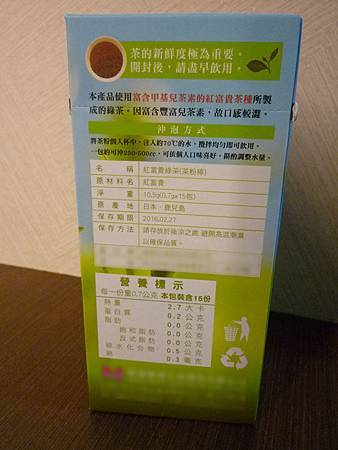 茶的新鮮度極為重要。
開封後，請盡早飲用。
本產品使用富含甲基兒茶素的紅富貴茶種所製
成的綠茶。因富含豐富兒茶素，故口感較澀。
沖泡方式
將茶粉倒入杯中，注入約70℃的水，攪拌均勻即可飲用。
一包約可沖250-500cc，可依個人口味喜好，斟酌調整水量。
名稱 紅富貴綠茶(茶粉棒)
原材料名 紅富貴
淨重 10.5g(0.7g×15包)
原產地 日本．鹿兒島
保存期限 2016.02.27
保存方法 請存放於陰涼之處 避開高溫潮濕
以確保品質。
營養標示
每一份量0.7公克 本包裝含15份
熱量 2.7 大卡
蛋白質 0.2 公克
脂肪 0.0 公克
飽和脂肪 0.0 公克
反式脂肪 0.0 公克
碳水化合物 0.5 公克
鈉 0.3 毫克